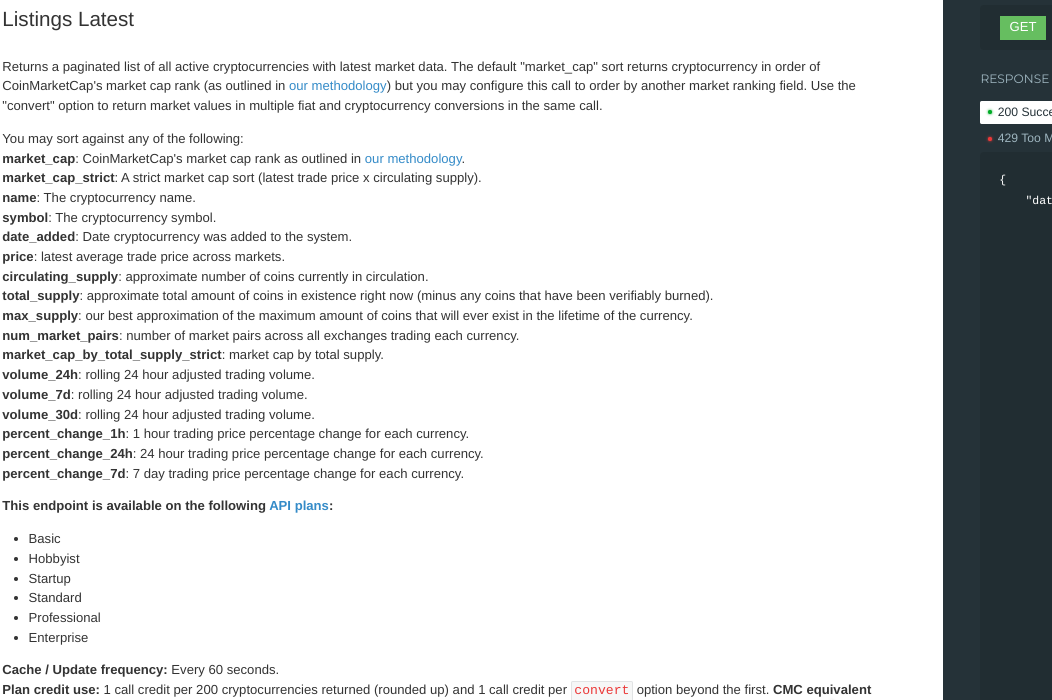 Listings Latest
Returns a paginated list of all active cryptocurrencies with latest market data. The default "market_cap" sort returns cryptocurrency in order of
CoinMarketCap's market cap rank (as outlined in our methodology) but you may configure this call to order by another market ranking field. Use the
"convert" option to return market values in multiple fiat and cryptocurrency conversions in the same call.
You may sort against any of the following:
market_cap: CoinMarketCap's market cap rank as outlined in our methodology.
market_cap_strict: A strict market cap sort (latest trade price x circulating supply).
name: The cryptocurrency name.
symbol: The cryptocurrency symbol.
date_added: Date cryptocurrency was added to the system.
price: latest average trade price across markets.
circulating_supply: approximate number of coins currently in circulation.
total_supply: approximate total amount of coins in existence right now (minus any coins that have been verifiably burned).
max_supply: our best approximation of the maximum amount of coins that will ever exist in the lifetime of the currency.
num_market_pairs: number of market pairs across all exchanges trading each currency.
market_cap_by_total_supply_strict: market cap by total supply.
volume_24h: rolling 24 hour adjusted trading volume.
volume_7d: rolling 24 hour adjusted trading volume.
volume_30d: rolling 24 hour adjusted trading volume.
percent_change_1h: 1 hour trading price percentage change for each currency.
percent_change_24h: 24 hour trading price percentage change for each currency.
percent_change_7d: 7 day trading price percentage change for each currency.
This endpoint is available on the following API plans:
• Basic
• Hobbyist
• Startup
• Standard
• Professional
• Enterprise
Cache / Update frequency: Every 60 seconds.
Plan credit use: 1 call credit per 200 cryptocurrencies returned (rounded up) and 1 call credit per convert option beyond the first. CMC equivalent
GET
RESPONSE
200 Succe
429 Too M
{
"dat